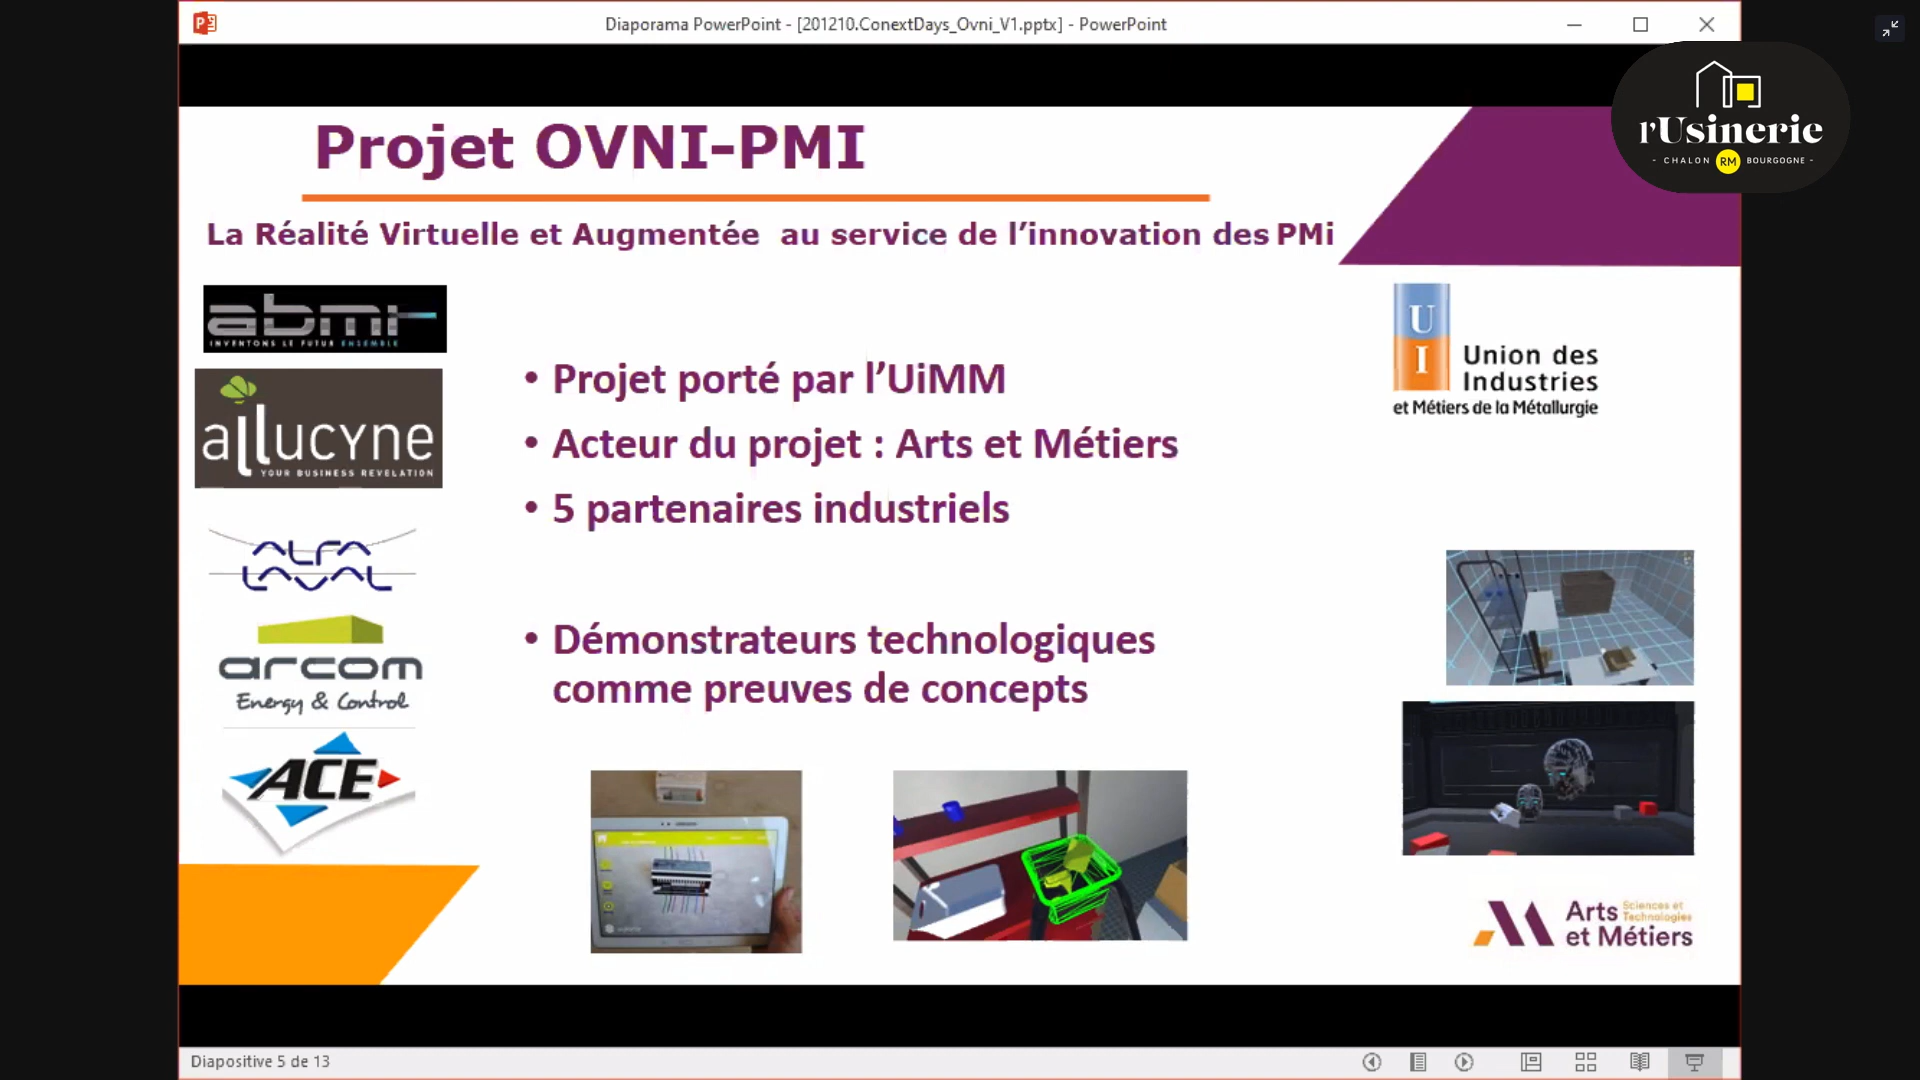 Diaporama PowerPoint - [201210.ConextDays_Ovni_V1.pptx] - PowerPoint
l'Usinerie
- CHALON RM BOURGOGNE -
Projet OVNI-PMI
La Réalité Virtuelle et Augmentée au service de l’innovation des PMi
abmi
INVENTONS LE FUTUR ENSEMBLE
allucyne
YOUR BUSINESS REVELATION
ALFA
LAVAL
arcom
Energy & Control
ACE
• Projet porté par l’UiMM
• Acteur du projet : Arts et Métiers
• 5 partenaires industriels
• Démonstrateurs technologiques
comme preuves de concepts
UI
Union des
Industries
et Métiers de la Métallurgie
Arts Sciences et
Technologies
et Métiers
Diapositive 5 de 13